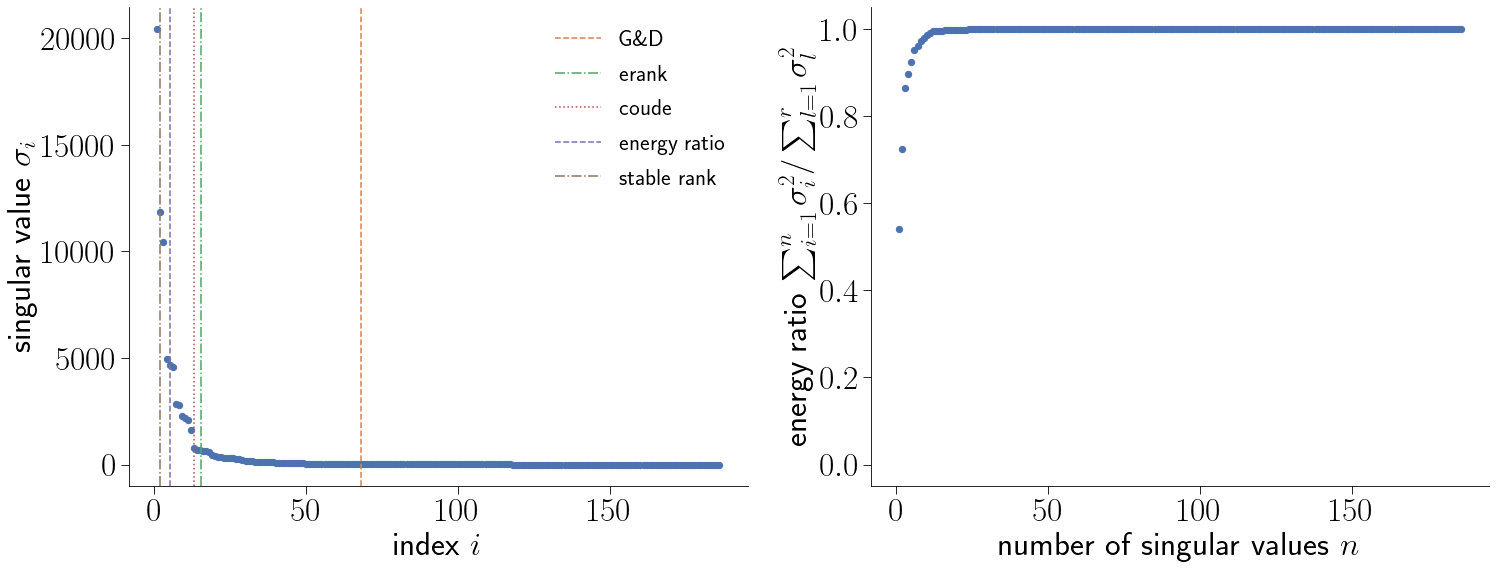 20000
15000
10000
5000
0
singular value σ_i
0 50 100 150
index i
G&D
erank
coude
energy ratio
stable rank
1.0
0.8
0.6
0.4
0.2
0.0
energy ratio ∑_{i=1}^{n} σ_i^2 / ∑_{l=1}^{r} σ_l^2
0 50 100 150
number of singular values n